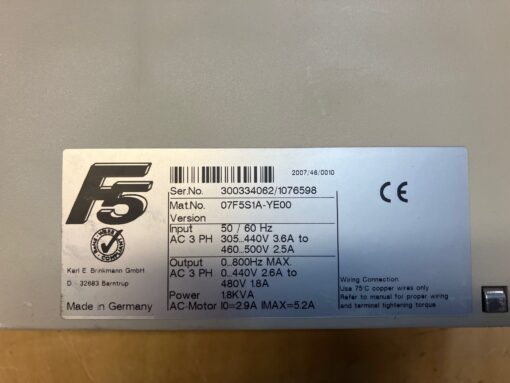 F5
2007/46/0010
Ser.No. 300334062/1076598
Mat.No. 07F5S1A-YE00
Version
Input 50 / 60 Hz
AC 3 PH 305..440V 3.6A to
460..500V 2.5A
Output 0..800Hz MAX.
AC 3 PH 0..440V 2.6A to
480V 1.8A
Power 1.8KVA
AC-Motor I0=2.9A IMAX=5.2A
Karl E. Brinkmann GmbH
D - 32683 Barntrup
Made in Germany
CE
Wiring Connection:
Use 75°C copper wires only
Refer to manual for proper wiring
and terminal tightening torque